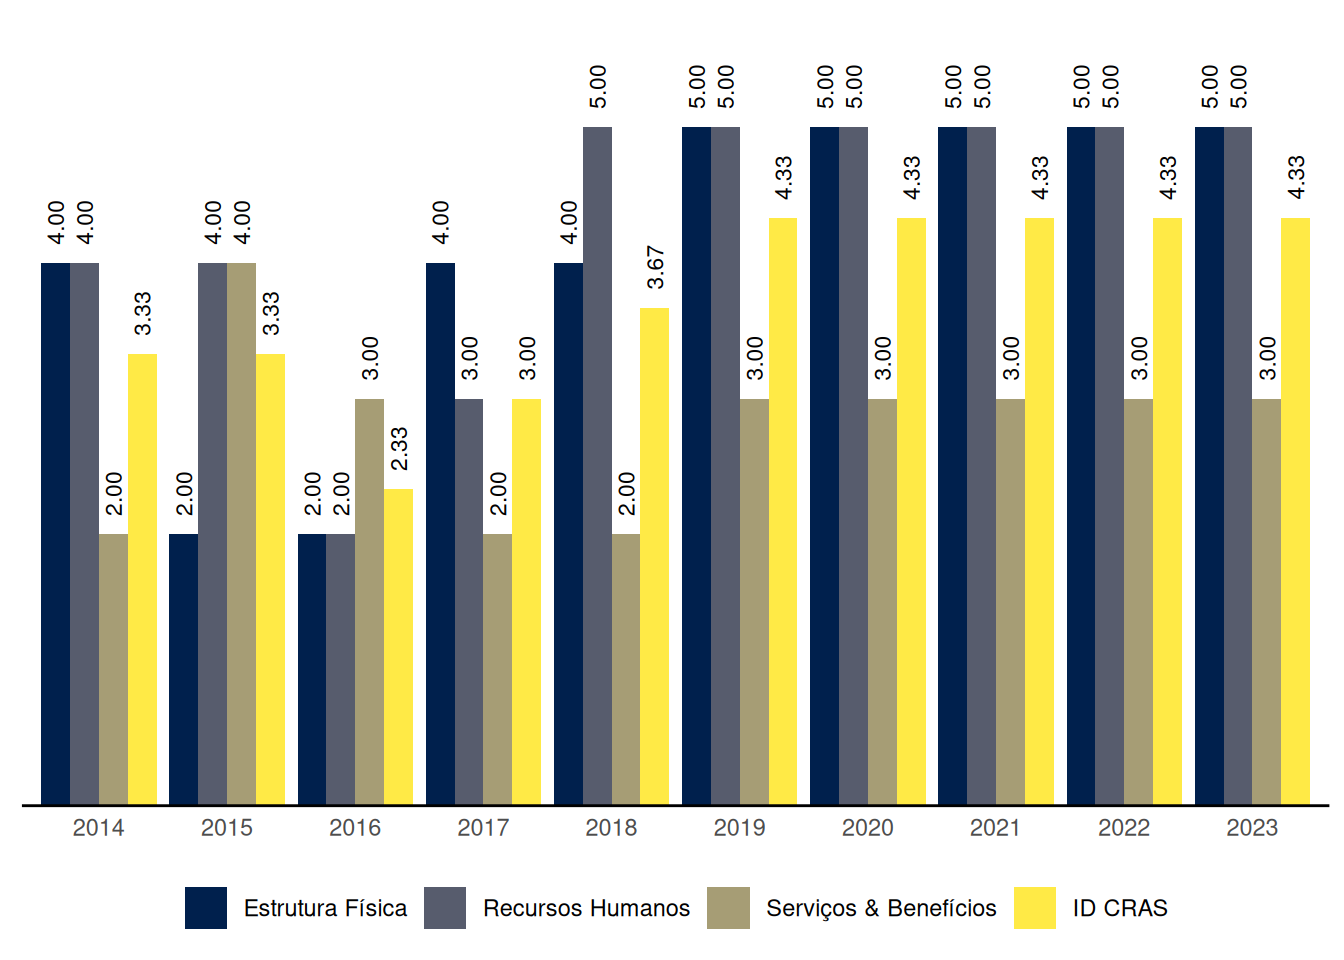 5.00 5.00 5.00 5.00 5.00 5.00 5.00 5.00 5.00 5.00 5.00
4.33 4.33 4.33 4.33 4.33
4.00 4.00 4.00 4.00 4.00 4.00
3.67
3.33 3.33
3.00 3.00 3.00 3.00 3.00 3.00 3.00 3.00
2.33
2.00 2.00 2.00 2.00 2.00 2.00
2014 2015 2016 2017 2018 2019 2020 2021 2022 2023
Estrutura Física Recursos Humanos Serviços & Benefícios ID CRAS